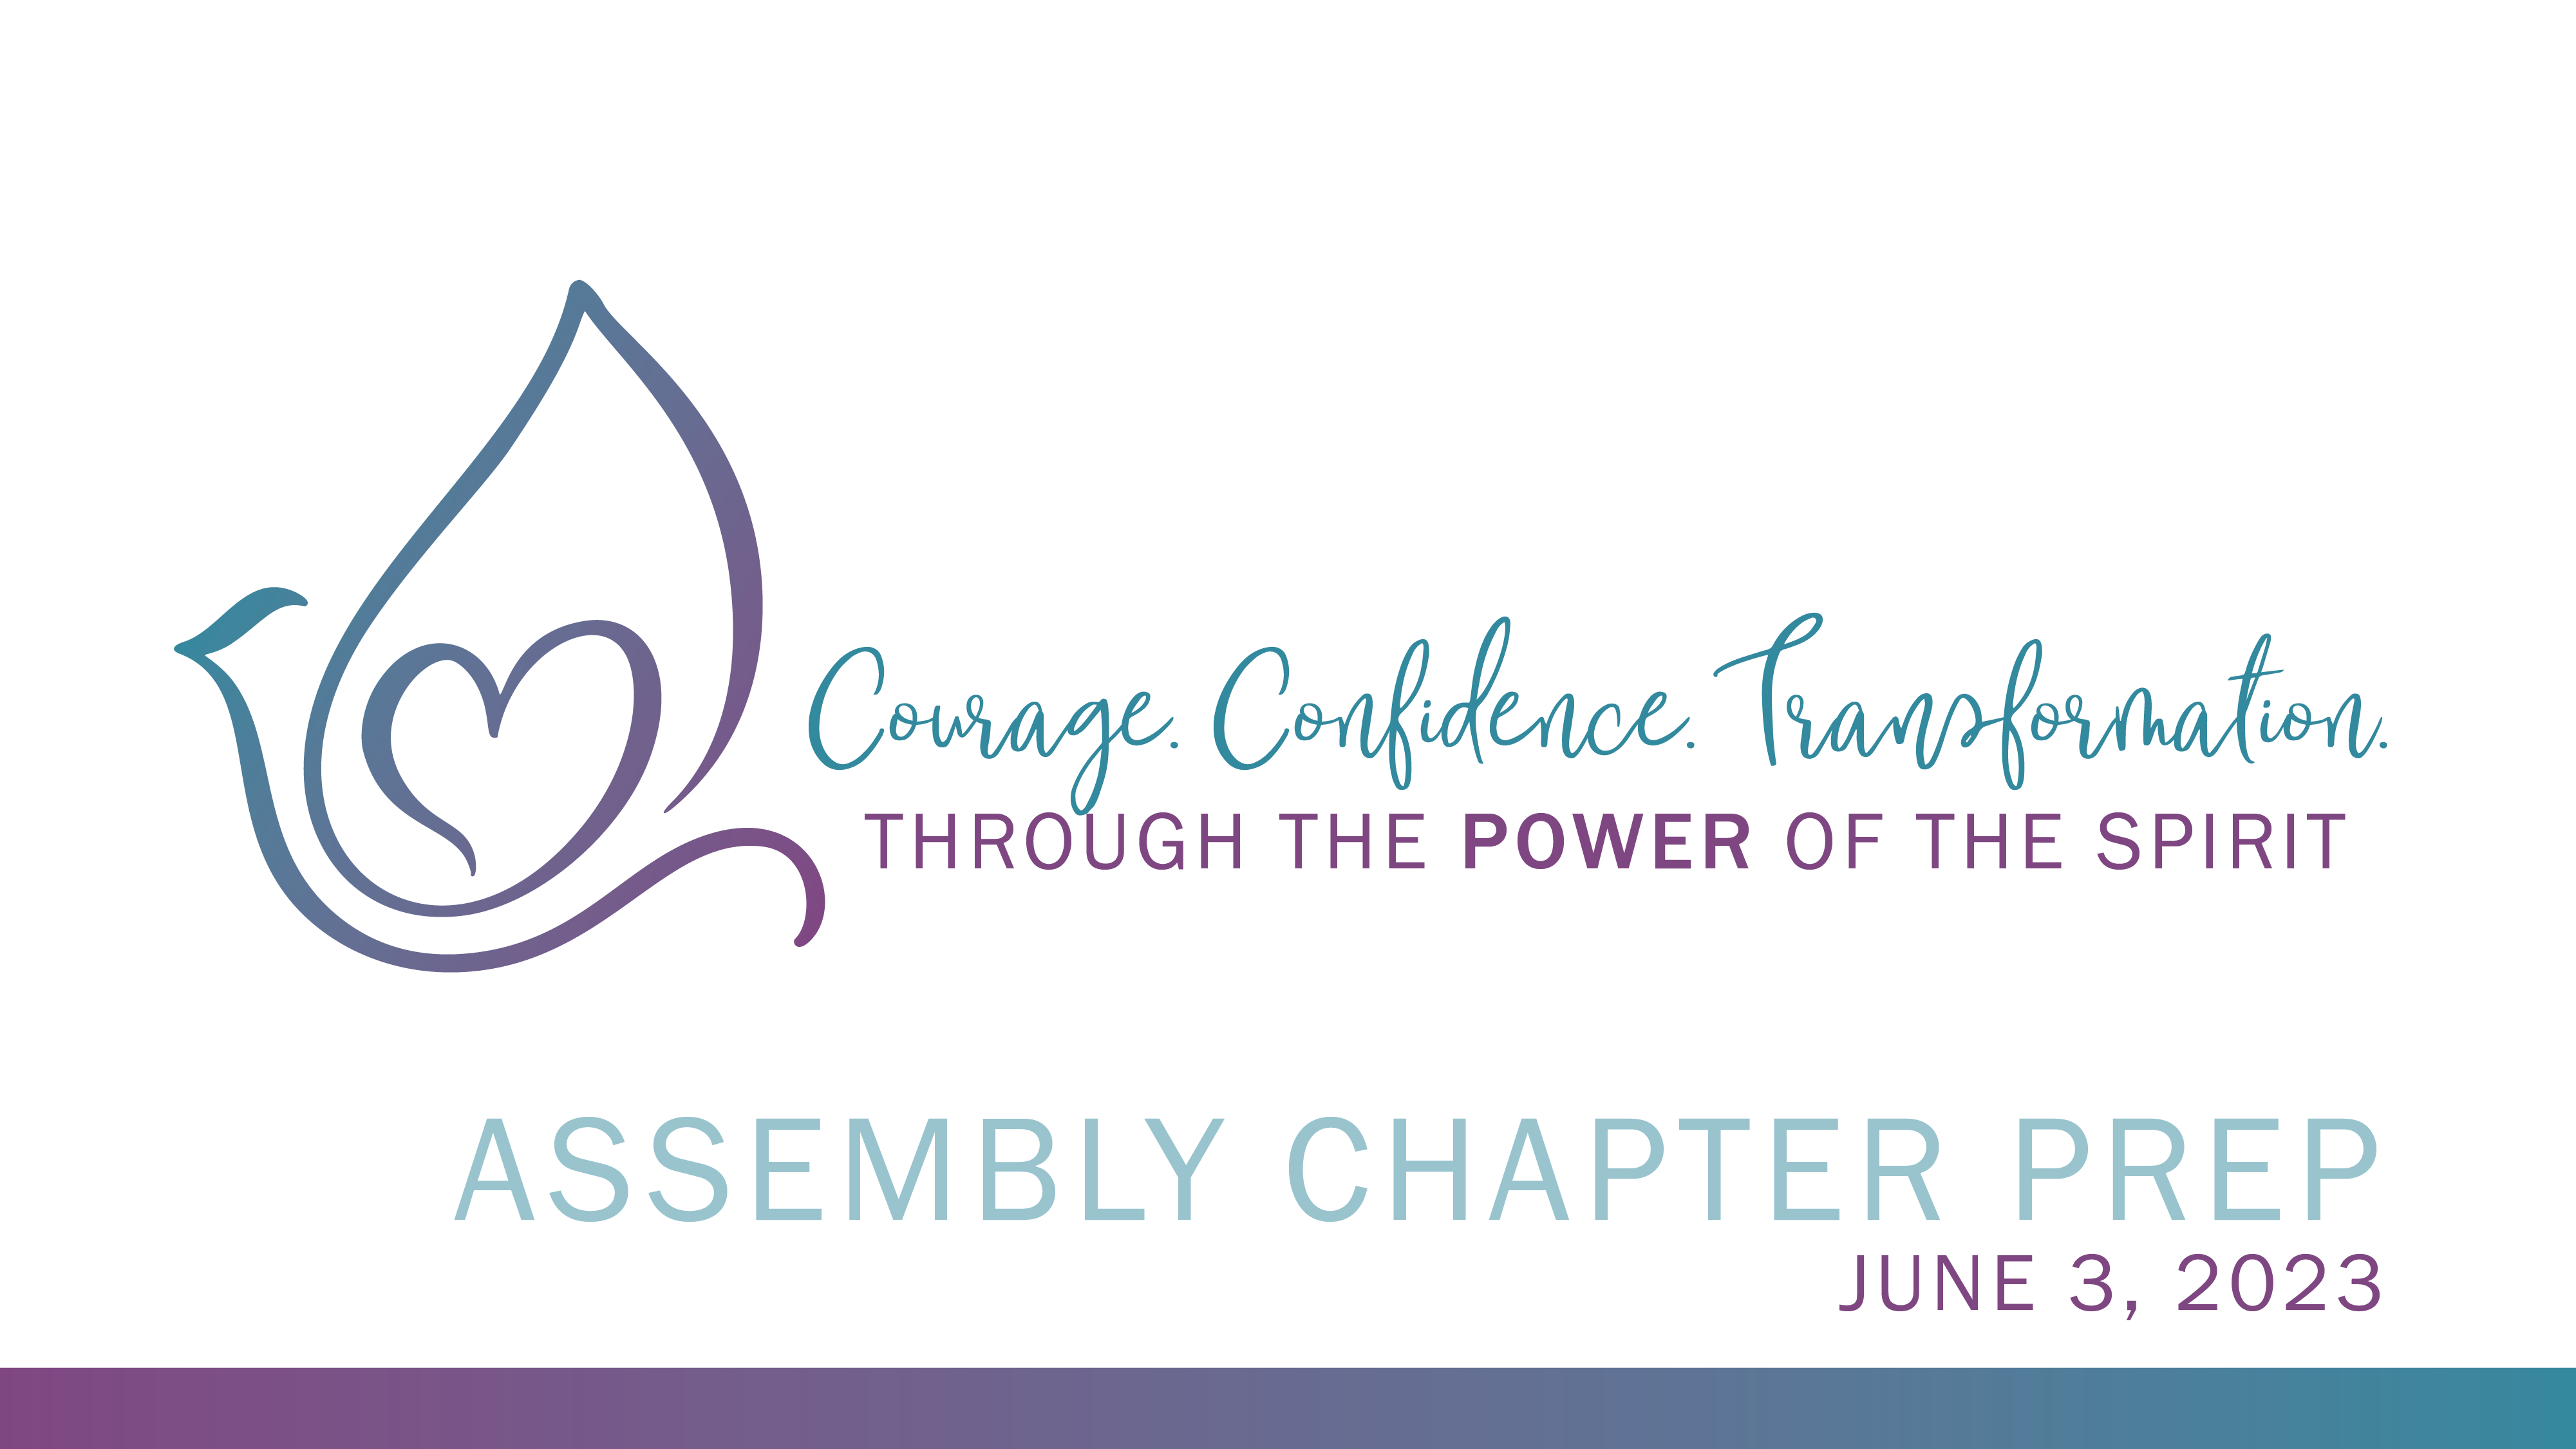 Courage. Confidence. Transformation.
THROUGH THE POWER OF THE SPIRIT
ASSEMBLY CHAPTER PREP
JUNE 3, 2023